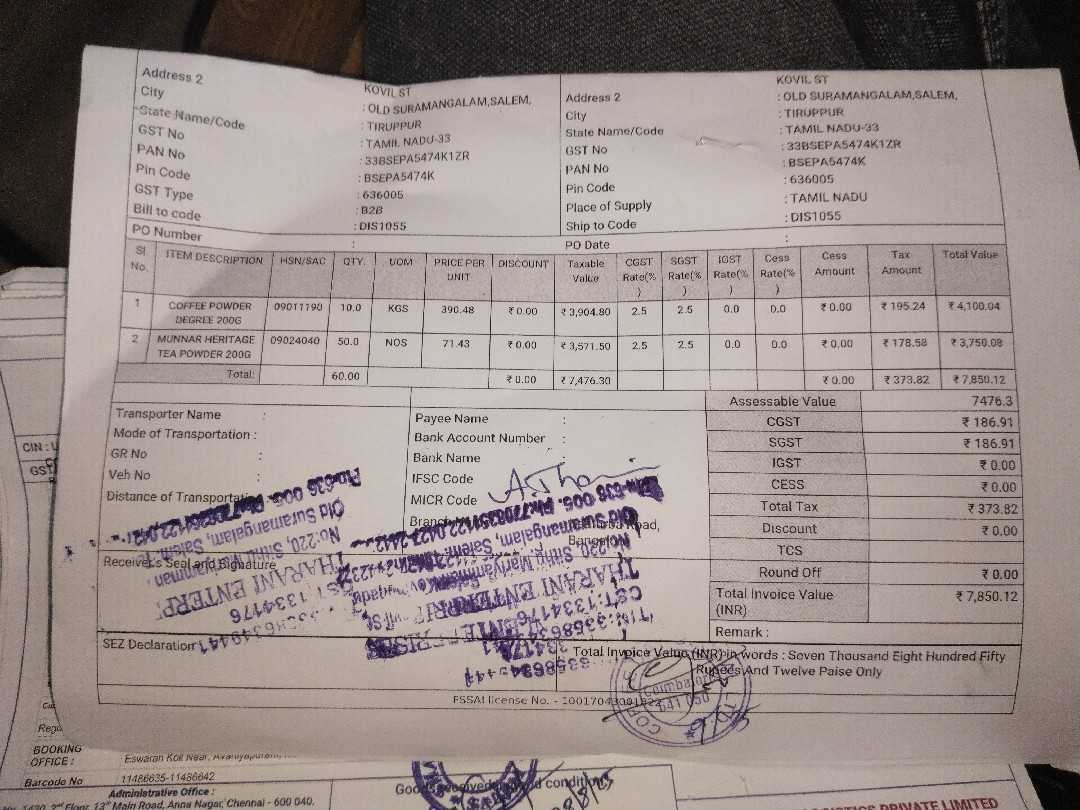 Address 2 KOVIL ST Address 2 KOVIL ST
City : OLD SURAMANGALAM,SALEM, City : OLD SURAMANGALAM,SALEM,
: TIRUPPUR : TIRUPPUR
State Name/Code : TAMIL NADU-33 State Name/Code : TAMIL NADU-33
GST No : 33BSEPA5474K1ZR GST No : 33BSEPA5474K1ZR
PAN No : BSEPA5474K PAN No : BSEPA5474K
Pin Code : 636005 Pin Code : 636005
GST Type : B2B Place of Supply : TAMIL NADU
Bill to code : DIS1055 Ship to Code : DIS1055
PO Number : PO Date :
Sl No. ITEM DESCRIPTION HSN/SAC QTY. UOM PRICE PER UNIT DISCOUNT Taxable Value CGST Rate(%) SGST Rate(%) IGST Rate(%) Cess Rate(%) Cess Amount Tax Amount Total Value
1 COFFEE POWDER DEGREE 200G 09011190 10.0 KGS 390.48 ₹ 0.00 ₹ 3,904.80 2.5 2.5 0.0 0.0 ₹ 0.00 ₹ 195.24 ₹ 4,100.04
2 MUNNAR HERITAGE TEA POWDER 200G 09024040 50.0 NOS 71.43 ₹ 0.00 ₹ 3,571.50 2.5 2.5 0.0 0.0 ₹ 0.00 ₹ 178.58 ₹ 3,750.08
Total: 60.00 ₹ 0.00 ₹ 7,476.30 ₹ 0.00 ₹ 373.82 ₹ 7,850.12
Transporter Name :
Mode of Transportation :
GR No :
Veh No :
Distance of Transportation
Payee Name :
Bank Account Number :
Bank Name
IFSC Code
MICR Code
Road,
Assessable Value 7476.3
CGST ₹ 186.91
SGST ₹ 186.91
IGST ₹ 0.00
CESS ₹ 0.00
Total Tax ₹ 373.82
Discount ₹ 0.00
TCS
Round Off ₹ 0.00
Total Invoice Value (INR) ₹ 7,850.12
Remark :
Receiver's Seal and Signature
Old Suramangalam, Salem,
THARANI ENTERP
CST:1334176
SEZ Declaration
Total Invoice Value (INR) in words : Seven Thousand Eight Hundred Fifty
Rupees And Twelve Paise Only
FSSAI license No. -
CIN : U
GST
BOOKING OFFICE :
Barcode No 11486635-11486642
Administrative Office :
Main Road, Anna Nagar, Chennai - 600 040.
PRIVATE LIMITED